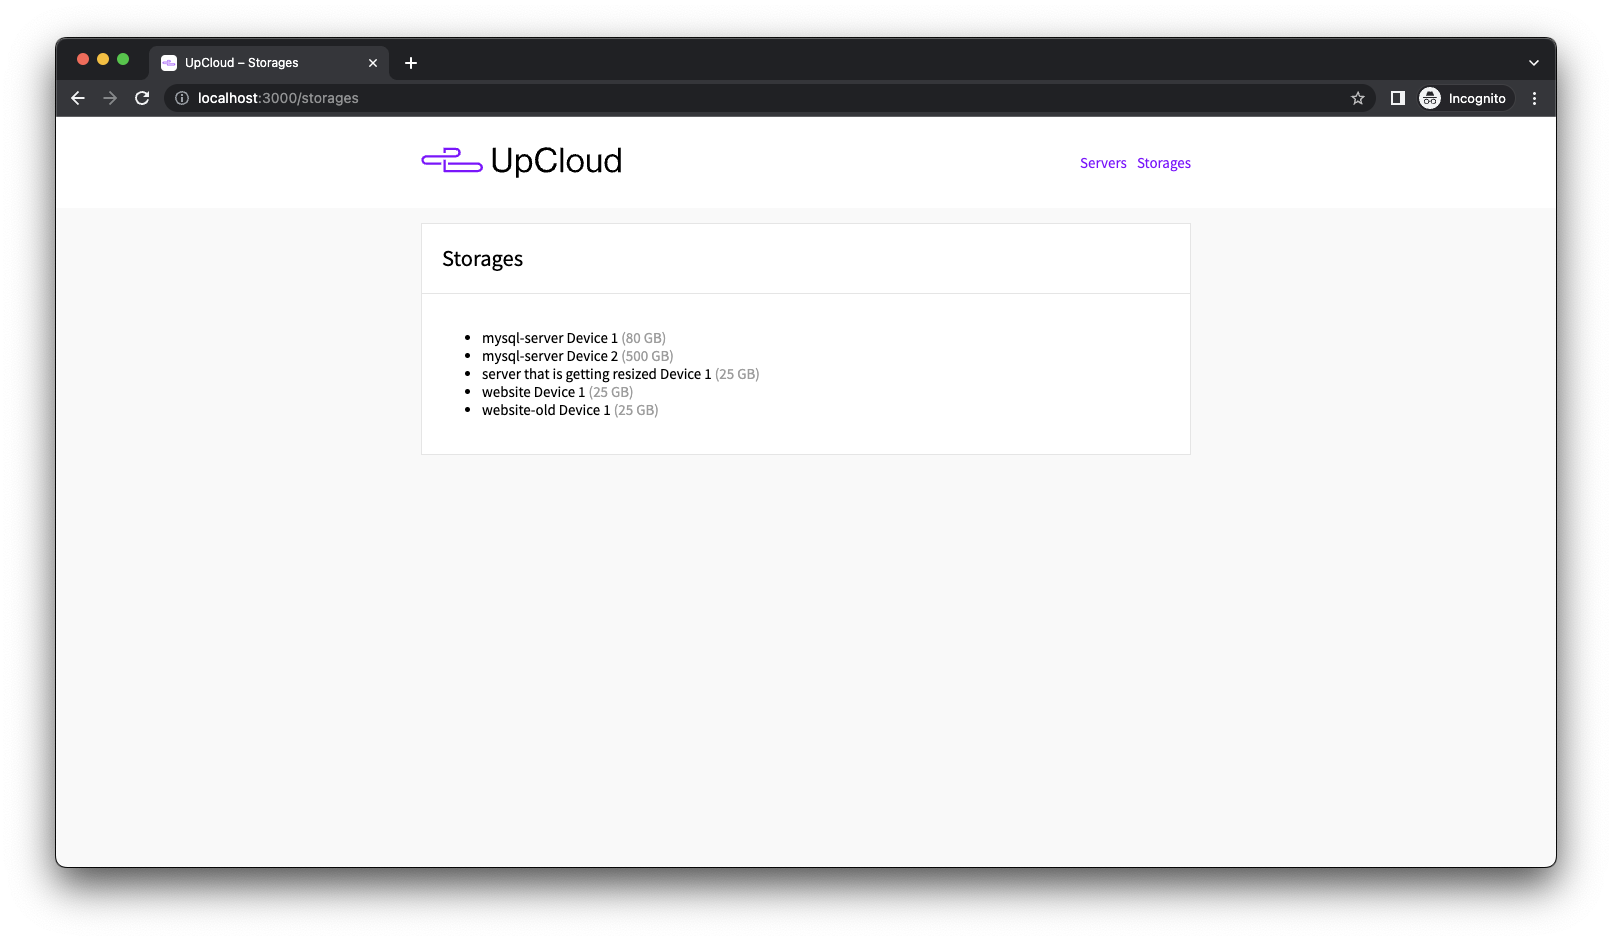 UpCloud – Storages
localhost:3000/storages
Incognito
UpCloud
Servers Storages
Storages
mysql-server Device 1 (80 GB)
mysql-server Device 2 (500 GB)
server that is getting resized Device 1 (25 GB)
website Device 1 (25 GB)
website-old Device 1 (25 GB)